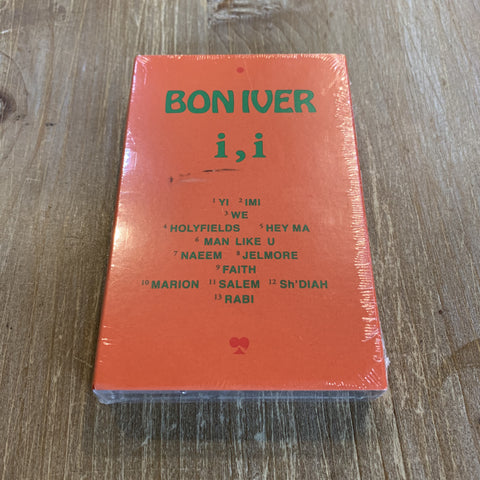 BON IVER
i,i
1 YI 2 IMI
3 WE
4 HOLYFIELDS 5 HEY MA
6 MAN LIKE U
7 NAEEM 8 JELMORE
9 FAITH
10 MARION 11 SALEM 12 Sh'DIAH
13 RABI